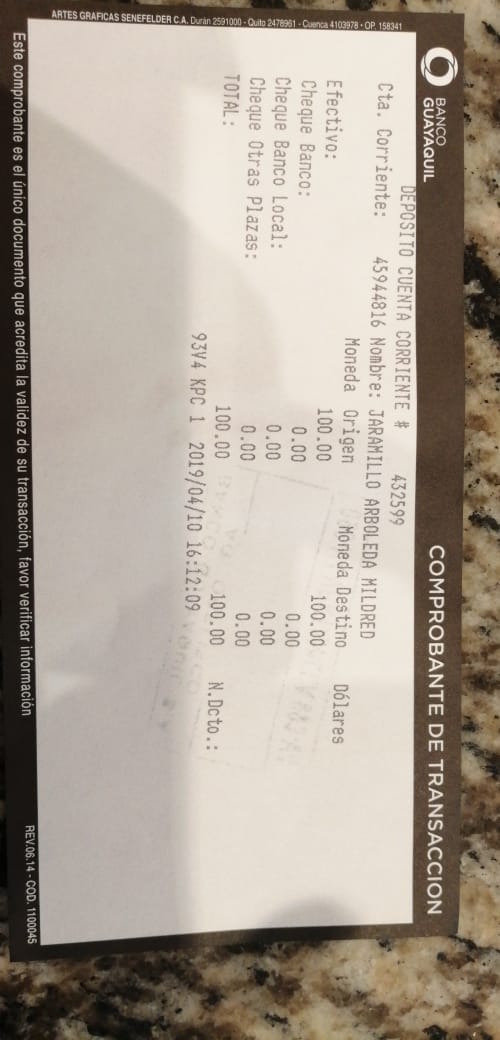 BANCO
GUAYAQUIL
COMPROBANTE DE TRANSACCION
DEPOSITO CUENTA CORRIENTE # 432599
Cta. Corriente: 45944816 Nombre: JARAMILLO ARBOLEDA MILDRED
Moneda Origen Moneda Destino Dólares
Efectivo: 100.00 100.00
Cheque Banco: 0.00 0.00
Cheque Banco Local: 0.00 0.00
Cheque Otras Plazas: 0.00 0.00
TOTAL: 100.00 100.00 N.Dcto.:
93V4 KPC 1 2019/04/10 16:12:09
ARTES GRAFICAS SENEFELDER C.A. Durán 2591000 - Quito 2478961 - Cuenca 4103978 - OP. 158341
Este comprobante es el único documento que acredita la validez de su transacción, favor verificar información
REV.06.14 - COD. 1100045